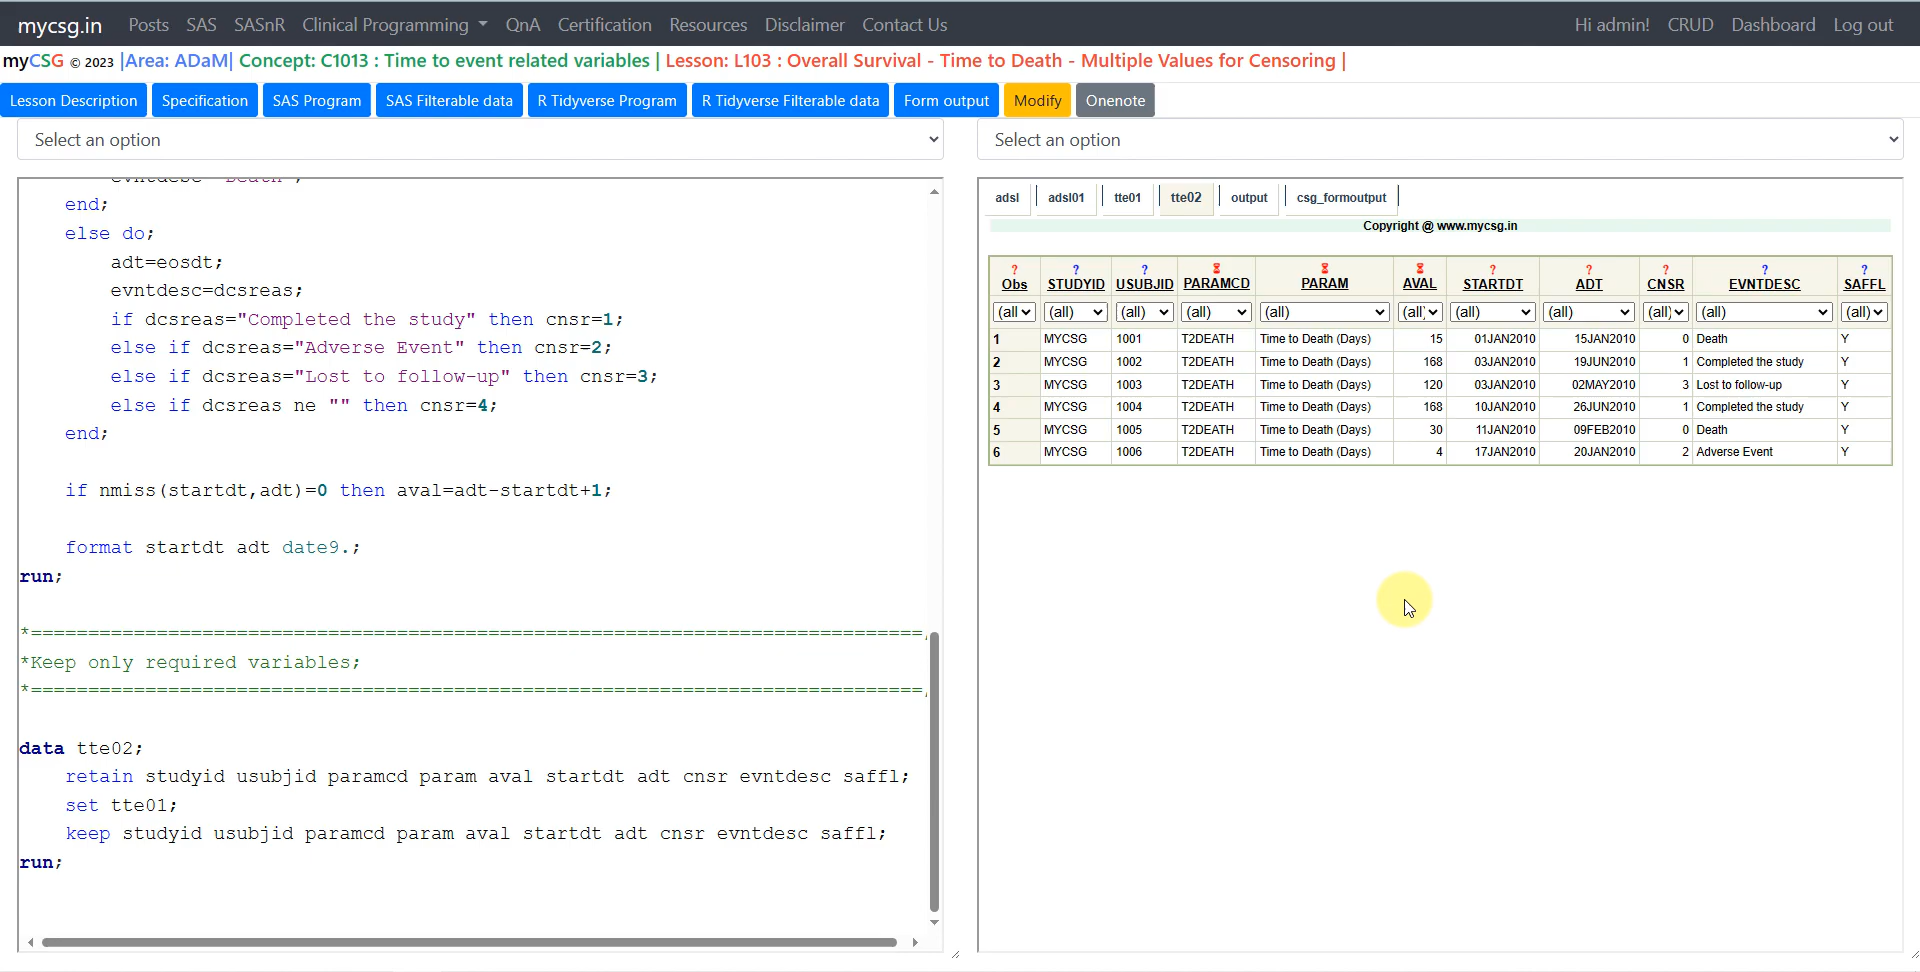 mycsg.in Posts SAS SASnR Clinical Programming QnA Certification Resources Disclaimer Contact Us Hi admin! CRUD Dashboard Log out
myCSG © 2023 |Area: ADaM| Concept: C1013 : Time to event related variables | Lesson: L103 : Overall Survival - Time to Death - Multiple Values for Censoring |
Lesson Description Specification SAS Program SAS Filterable data R Tidyverse Program R Tidyverse Filterable data Form output Modify Onenote
Select an option
end;
else do;
adt=eosdt;
evntdesc=dcsreas;
if dcsreas="Completed the study" then cnsr=1;
else if dcsreas="Adverse Event" then cnsr=2;
else if dcsreas="Lost to follow-up" then cnsr=3;
else if dcsreas ne "" then cnsr=4;
end;
if nmiss(startdt,adt)=0 then aval=adt-startdt+1;
format startdt adt date9.;
run;
*Keep only required variables;
data tte02;
retain studyid usubjid paramcd param aval startdt adt cnsr evntdesc saffl;
set tte01;
keep studyid usubjid paramcd param aval startdt adt cnsr evntdesc saffl;
run;
Select an option
adsl adsl01 tte01 tte02 output csg_formoutput
Copyright @ www.mycsg.in
? ? ? ? ? ? ? ?
Obs STUDYID USUBJID PARAMCD PARAM AVAL STARTDT ADT CNSR EVNTDESC SAFFL
(all (all) (all) (all) (all) (all) (all) (all) (all) (all) (all)
1 MYCSG 1001 T2DEATH Time to Death (Days) 15 01JAN2010 15JAN2010 0 Death Y
2 MYCSG 1002 T2DEATH Time to Death (Days) 168 03JAN2010 19JUN2010 1 Completed the study Y
3 MYCSG 1003 T2DEATH Time to Death (Days) 120 03JAN2010 02MAY2010 3 Lost to follow-up Y
4 MYCSG 1004 T2DEATH Time to Death (Days) 168 10JAN2010 26JUN2010 1 Completed the study Y
5 MYCSG 1005 T2DEATH Time to Death (Days) 30 11JAN2010 09FEB2010 0 Death Y
6 MYCSG 1006 T2DEATH Time to Death (Days) 4 17JAN2010 20JAN2010 2 Adverse Event Y